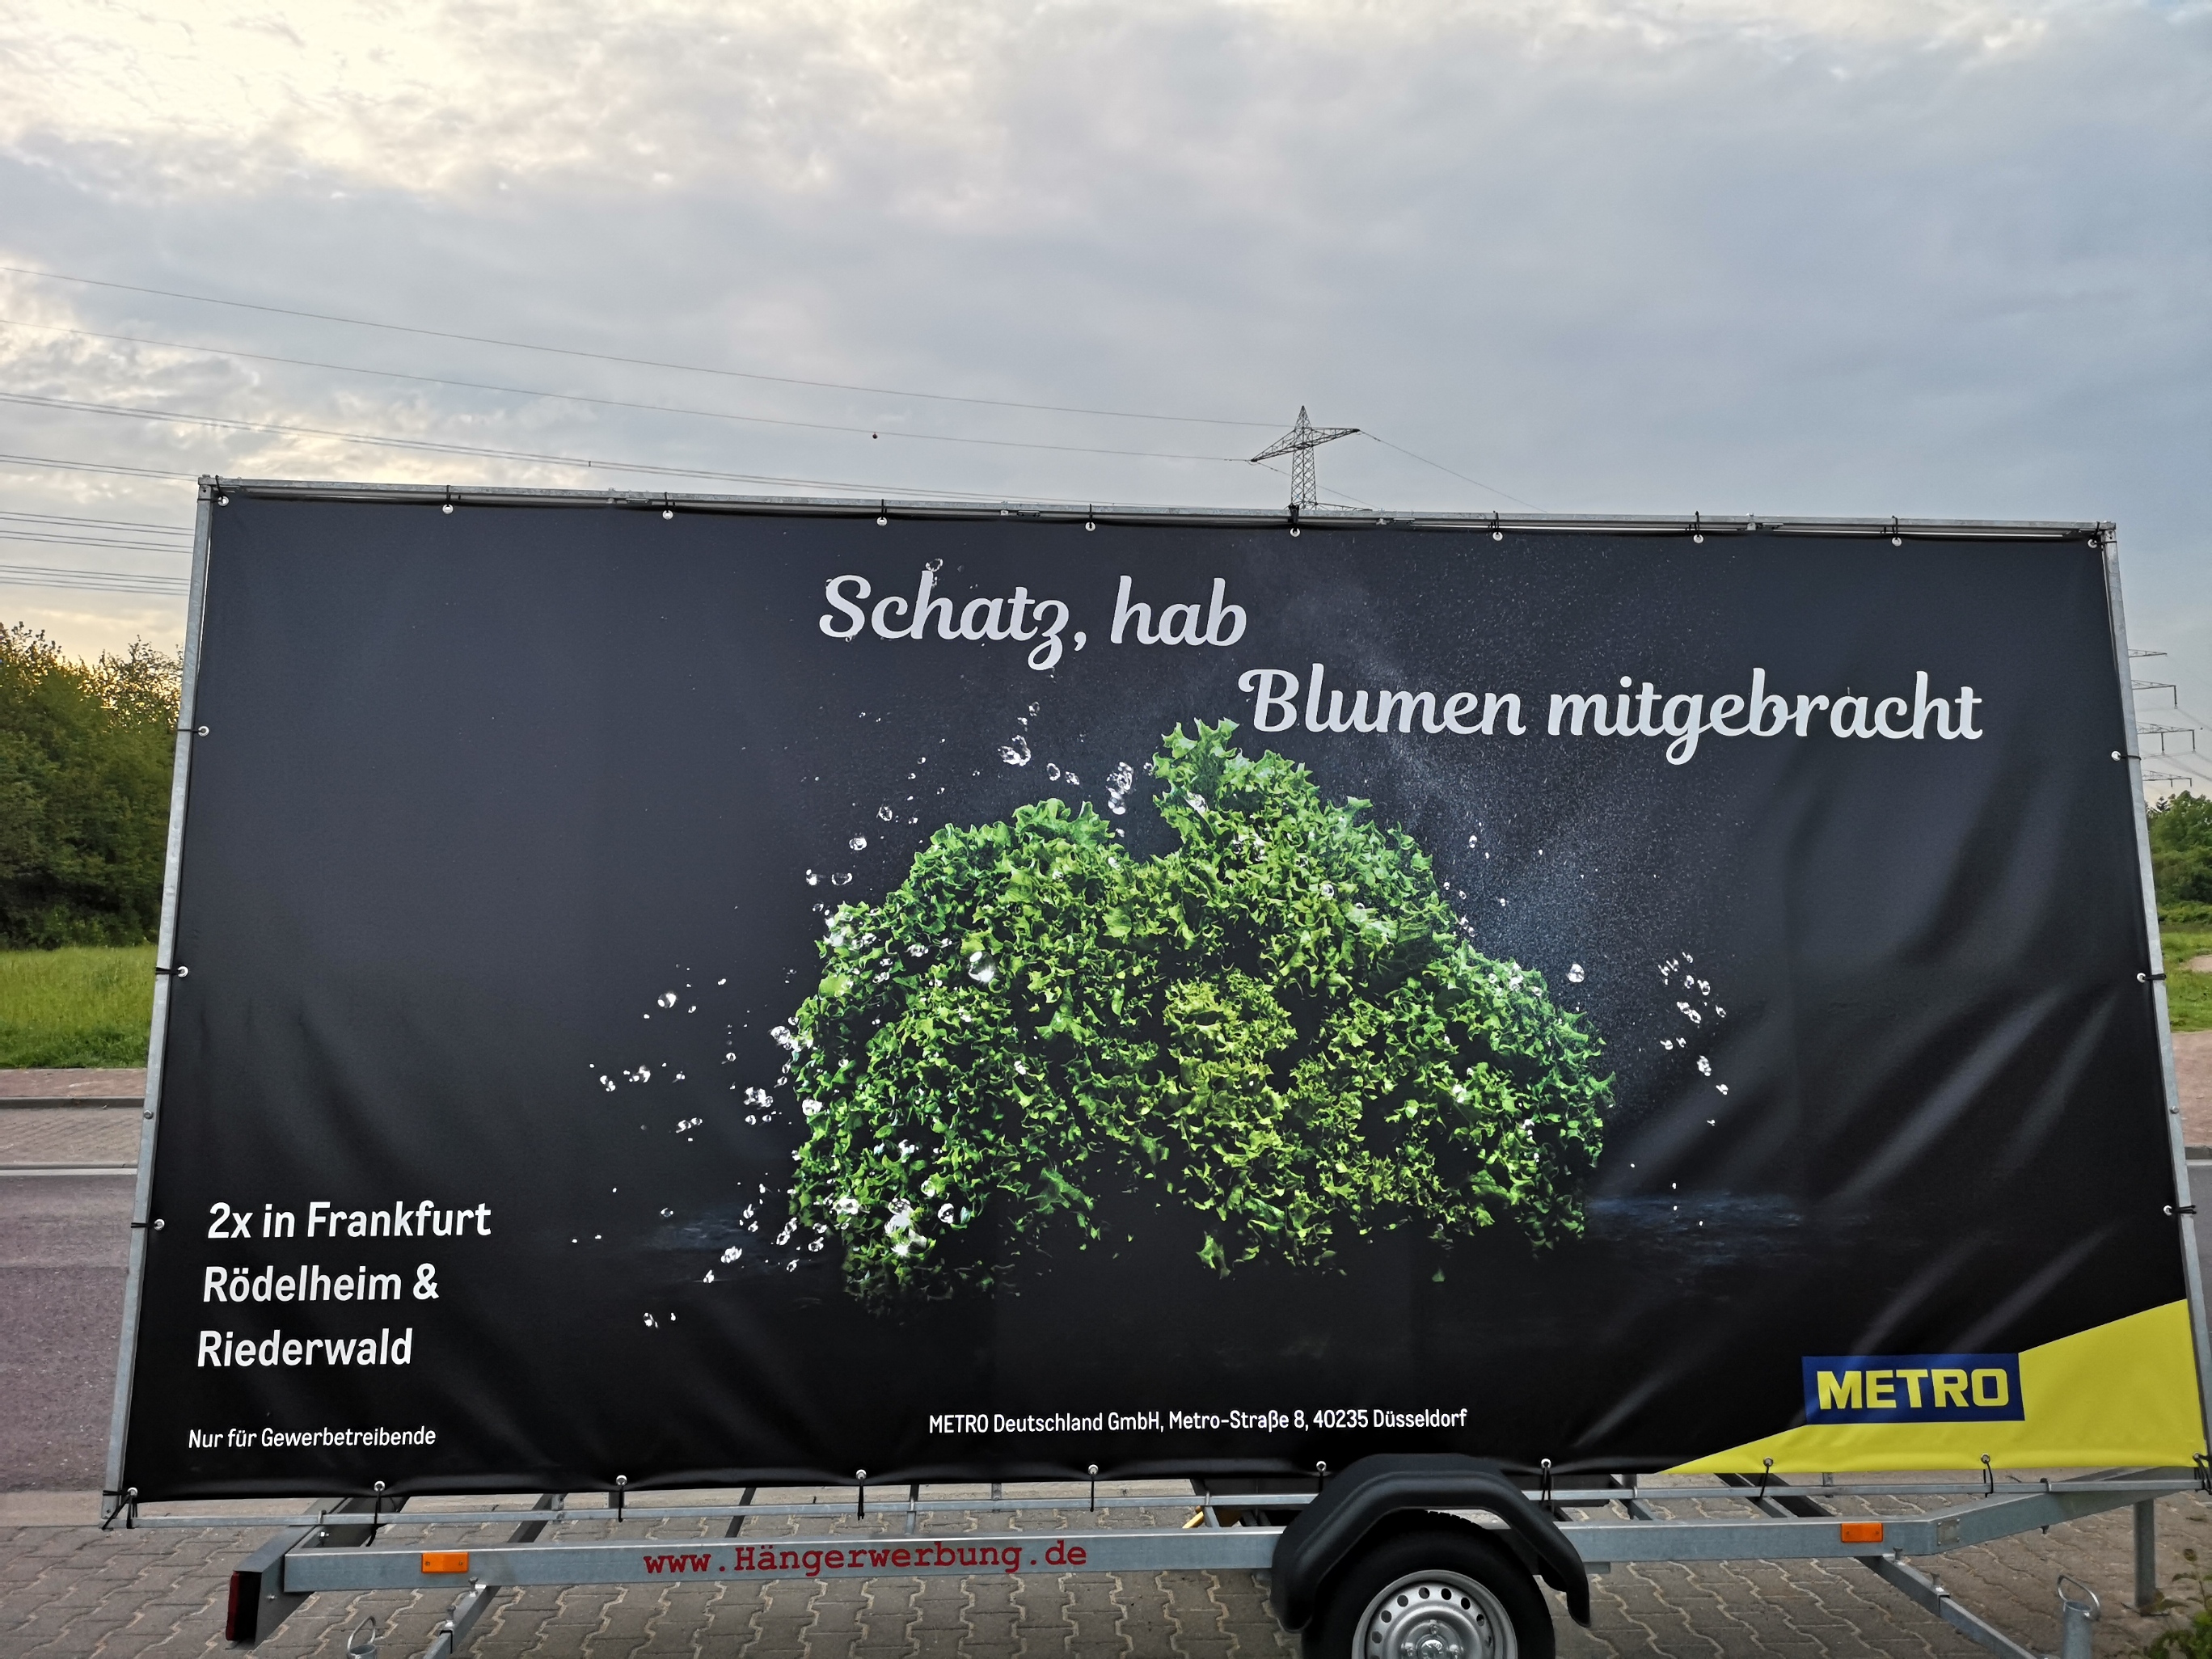 Schatz, hab
Blumen mitgebracht
2x in Frankfurt
Rödelheim &
Riederwald
Nur für Gewerbetreibende
METRO Deutschland GmbH, Metro-Straße 8, 40235 Düsseldorf
METRO
www.Hängerwerbung.de